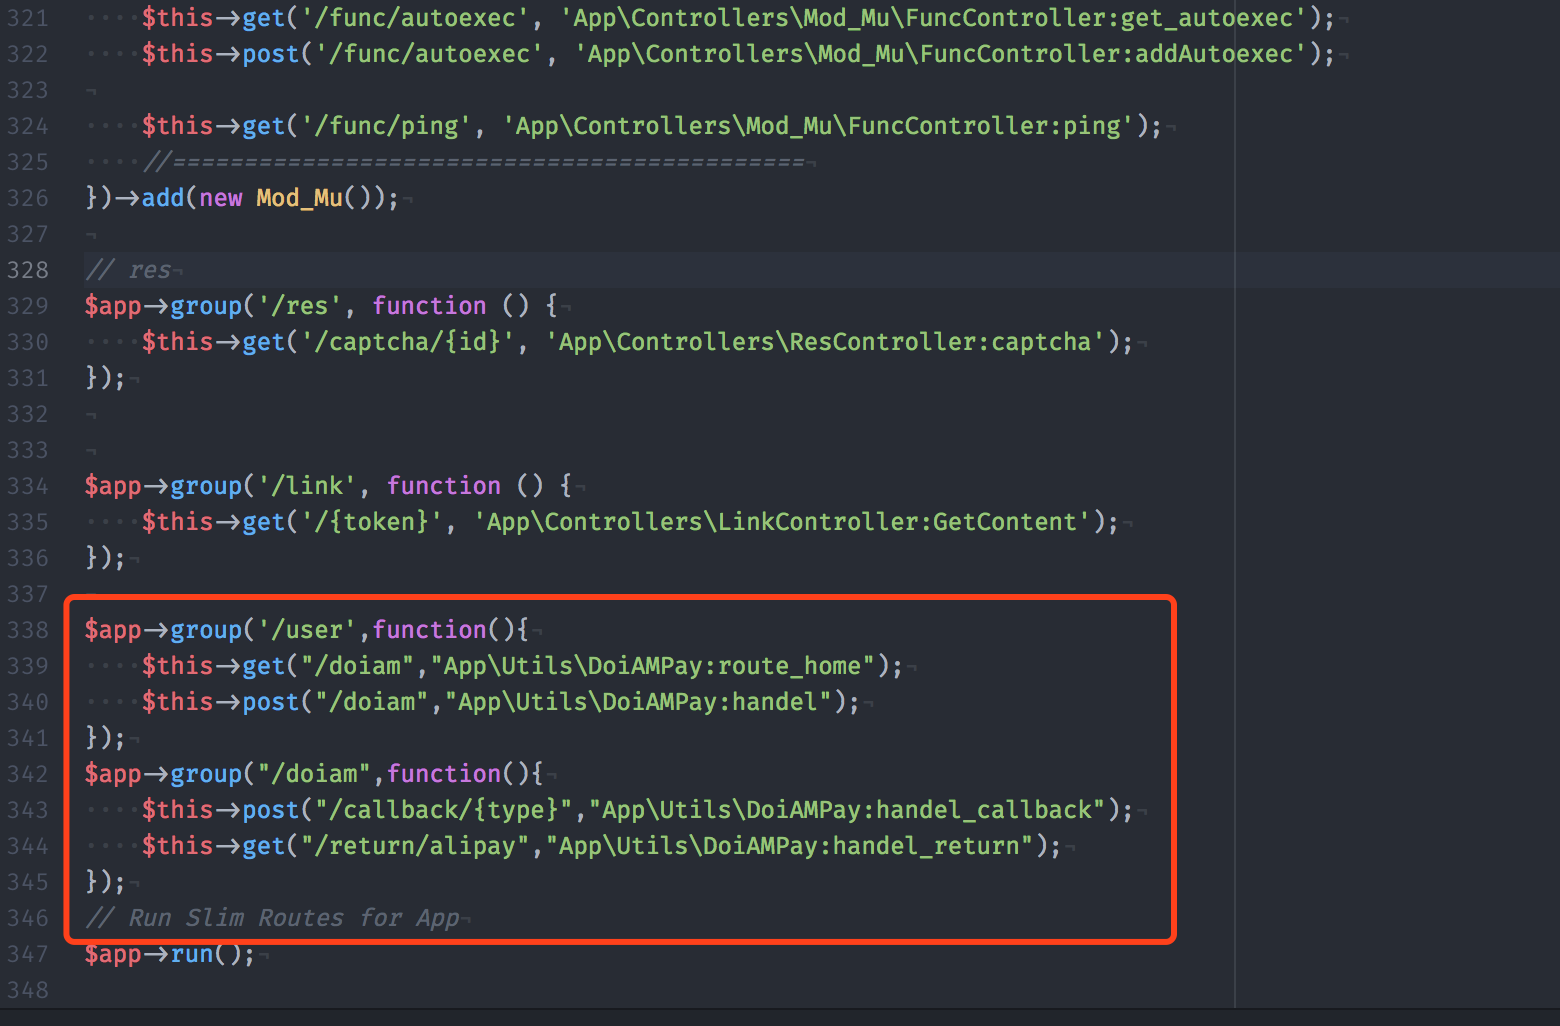 321     $this->get('/func/autoexec', 'App\Controllers\Mod_Mu\FuncController:get_autoexec');
322     $this->post('/func/autoexec', 'App\Controllers\Mod_Mu\FuncController:addAutoexec');
323
324     $this->get('/func/ping', 'App\Controllers\Mod_Mu\FuncController:ping');
325     //============================================
326 })->add(new Mod_Mu());
327
328 // res
329 $app->group('/res', function () {
330     $this->get('/captcha/{id}', 'App\Controllers\ResController:captcha');
331 });
332
333
334 $app->group('/link', function () {
335     $this->get('/{token}', 'App\Controllers\LinkController:GetContent');
336 });
337
338 $app->group('/user',function(){
339     $this->get("/doiam","App\Utils\DoiAMPay:route_home");
340     $this->post("/doiam","App\Utils\DoiAMPay:handel");
341 });
342 $app->group("/doiam",function(){
343     $this->post("/callback/{type}","App\Utils\DoiAMPay:handel_callback");
344     $this->get("/return/alipay","App\Utils\DoiAMPay:handel_return");
345 });
346 // Run Slim Routes for App
347 $app->run();
348